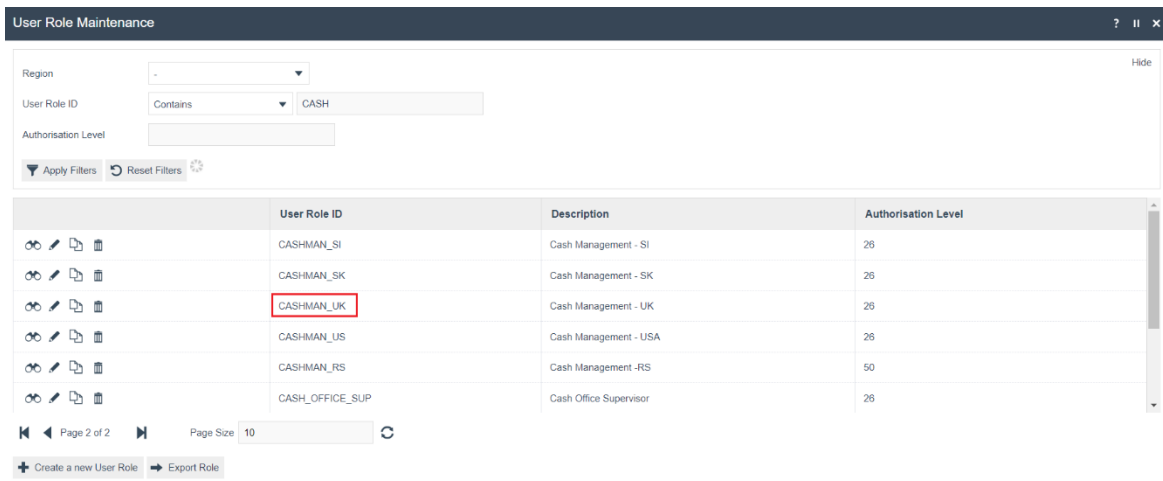 User Role Maintenance ?
Hide
Region -
User Role ID Contains CASH
Authorisation Level
Apply Filters Reset Filters
User Role ID Description Authorisation Level
CASHMAN_SI Cash Management - SI 26
CASHMAN_SK Cash Management - SK 26
CASHMAN_UK Cash Management - UK 26
CASHMAN_US Cash Management - USA 26
CASHMAN_RS Cash Management -RS 50
CASH_OFFICE_SUP Cash Office Supervisor 26
Page 2 of 2 Page Size 10
Create a new User Role Export Role